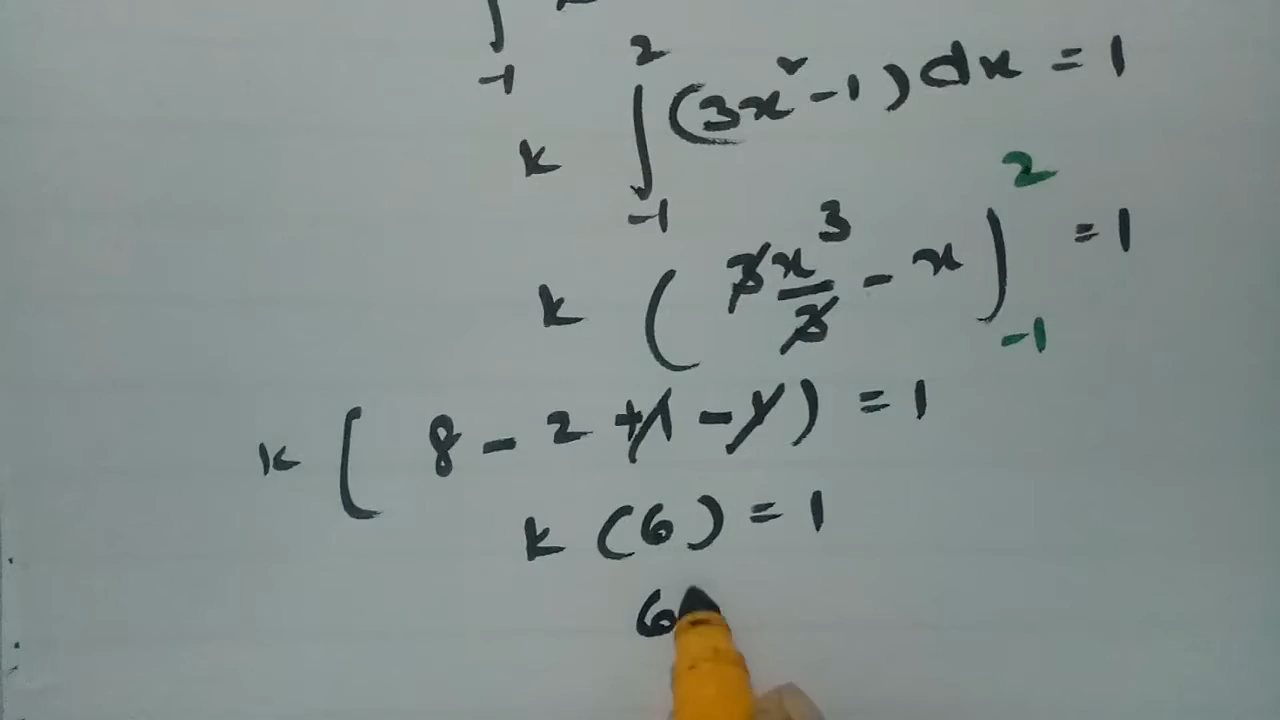 ∫ -1
k ∫ -1 2 (3x² - 1) dx = 1
k ( 3x³/3 - x ) 2 -1 = 1
k [ 8 - 2 + 1 - 1 ) = 1
k (6) = 1
6